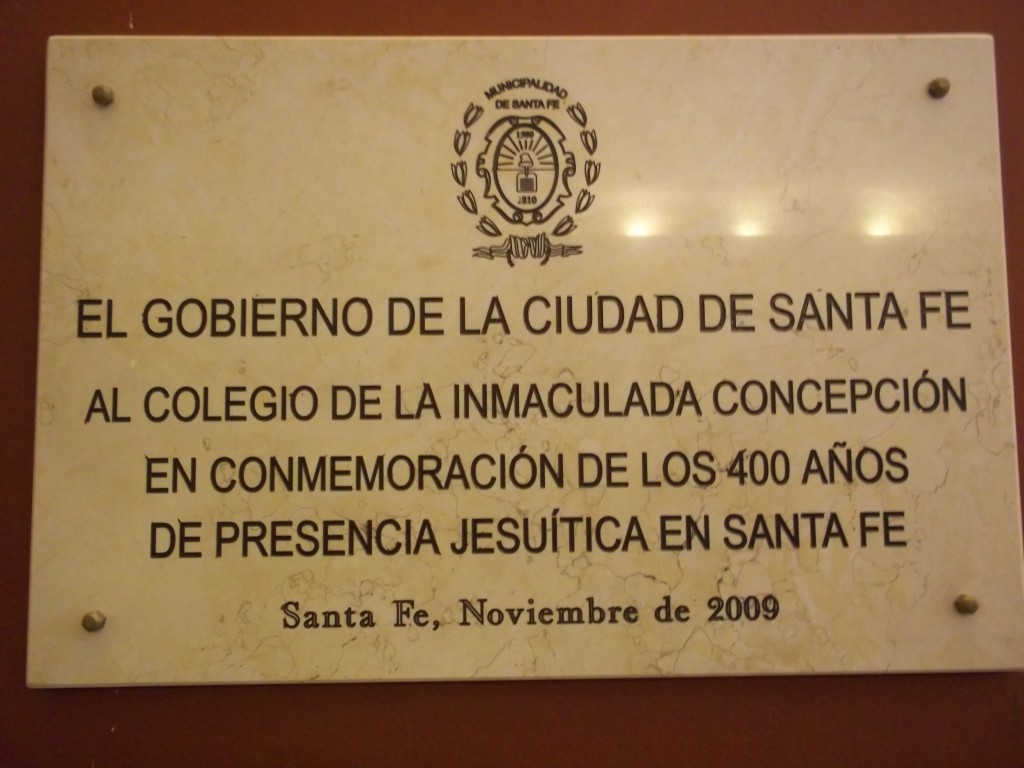 MUNICIPALIDAD
DE SANTA FE
EL GOBIERNO DE LA CIUDAD DE SANTA FE
AL COLEGIO DE LA INMACULADA CONCEPCIÓN
EN CONMEMORACIÓN DE LOS 400 AÑOS
DE PRESENCIA JESUÍTICA EN SANTA FE
Santa Fe, Noviembre de 2009